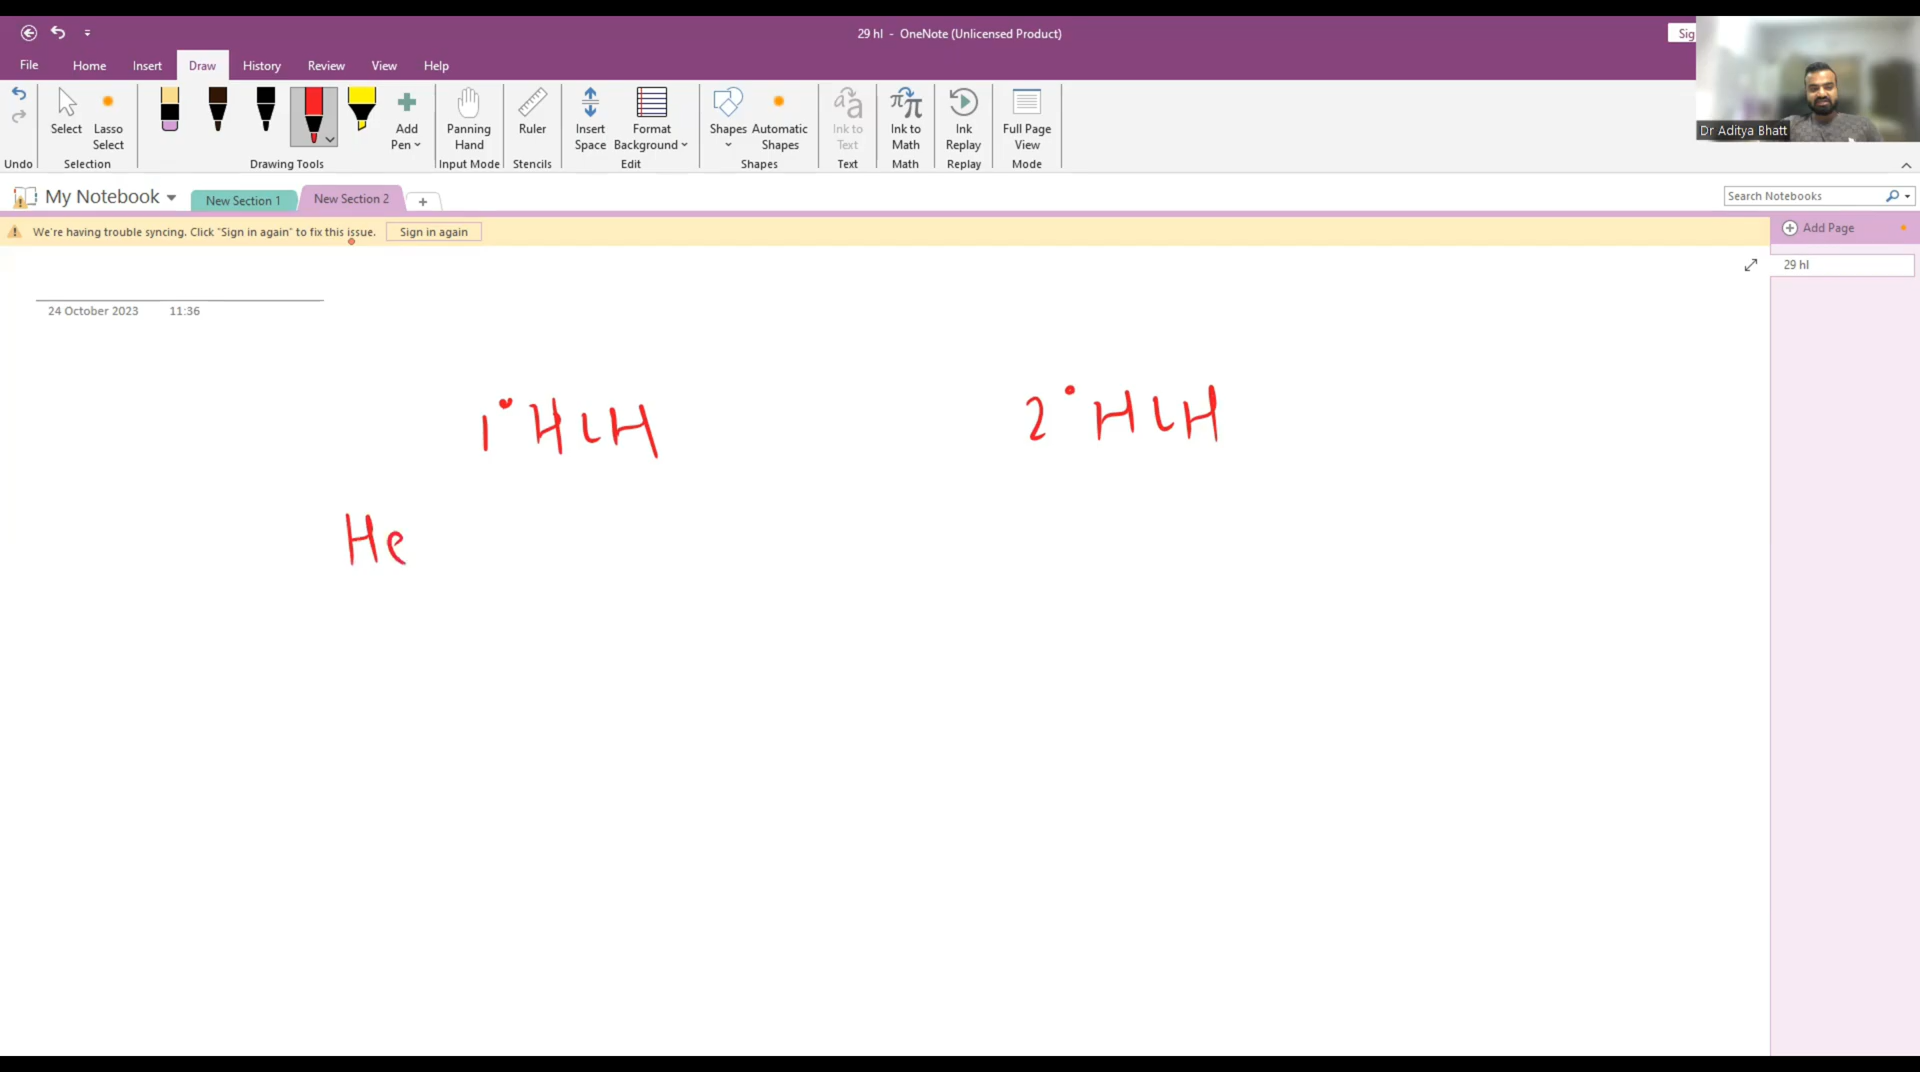 29 hl - OneNote (Unlicensed Product)
Sig
File Home Insert Draw History Review View Help
Select Lasso Select Add Pen Panning Hand Ruler Insert Space Format Background Shapes Automatic Shapes Ink to Text Ink to Math Ink Replay Full Page View
Undo Selection Drawing Tools Input Mode Stencils Edit Shapes Text Math Replay Mode
Dr Aditya Bhatt
My Notebook New Section 1 New Section 2 Search Notebooks
We're having trouble syncing. Click "Sign in again" to fix this issue. Sign in again
Add Page
29 hl
24 October 2023 11:36
1° HLH 2° HLH
He